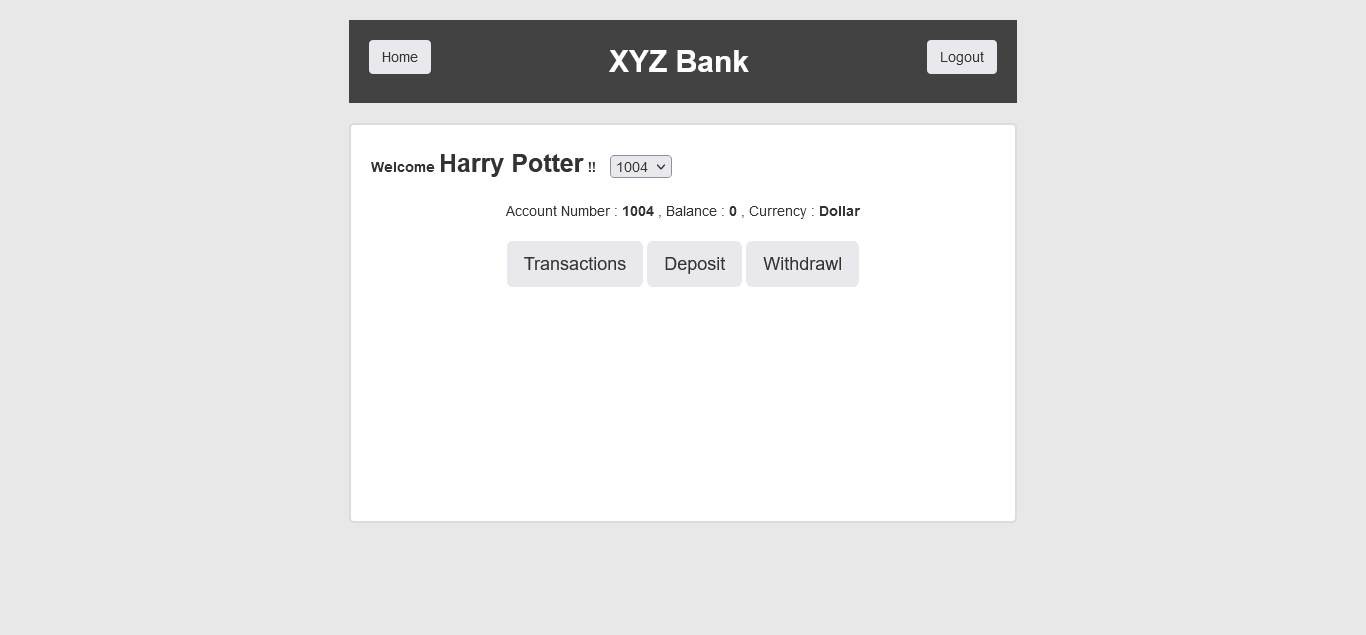 Home XYZ Bank Logout
Welcome Harry Potter !! 1004
Account Number : 1004 , Balance : 0 , Currency : Dollar
Transactions Deposit Withdrawl